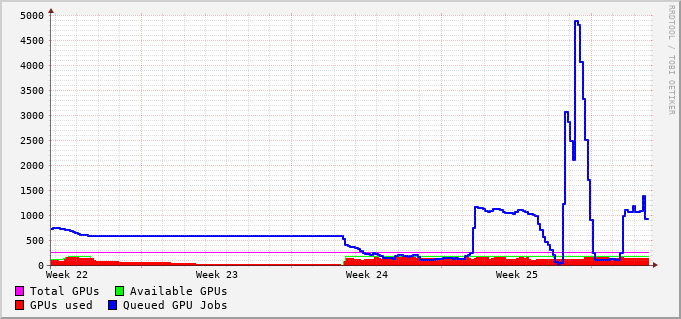 5000
4500
4000
3500
3000
2500
2000
1500
1000
500
0
Week 22 Week 23 Week 24 Week 25
Total GPUs Available GPUs
GPUs used Queued GPU Jobs
RRDTOOL / TOBI OETIKER